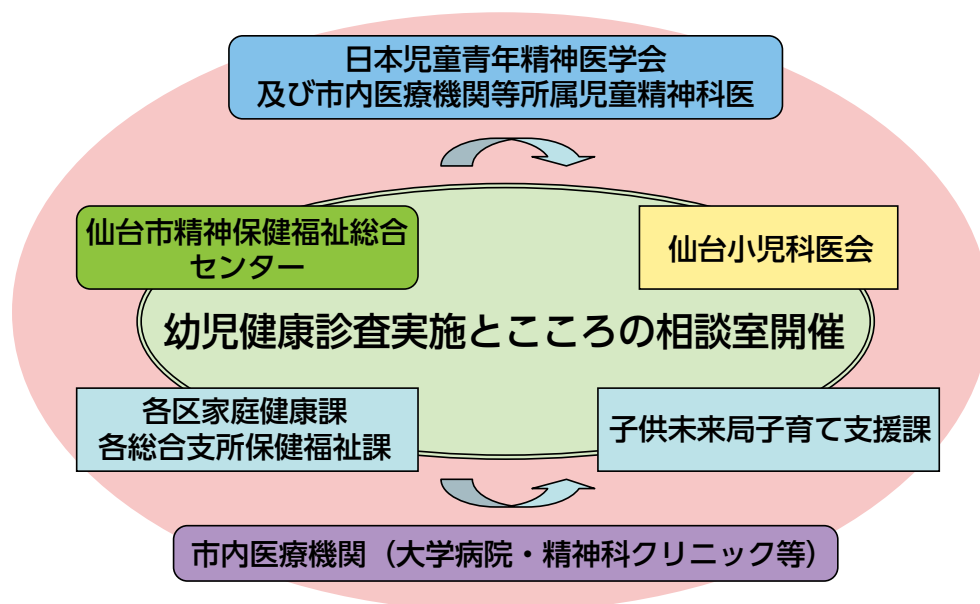 日本児童青年精神医学会
及び市内医療機関等所属児童精神科医
仙台市精神保健福祉総合
センター
仙台小児科医会
幼児健康診査実施とこころの相談室開催
各区家庭健康課
各総合支所保健福祉課
子供未来局子育て支援課
市内医療機関（大学病院・精神科クリニック等）